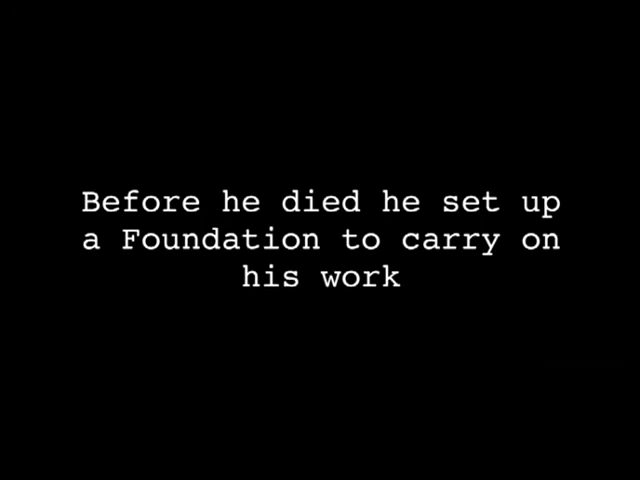 Before he died he set up
a Foundation to carry on
his work